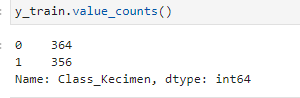 y_train.value_counts()
0    364
1    356
Name: Class_Kecimen, dtype: int64